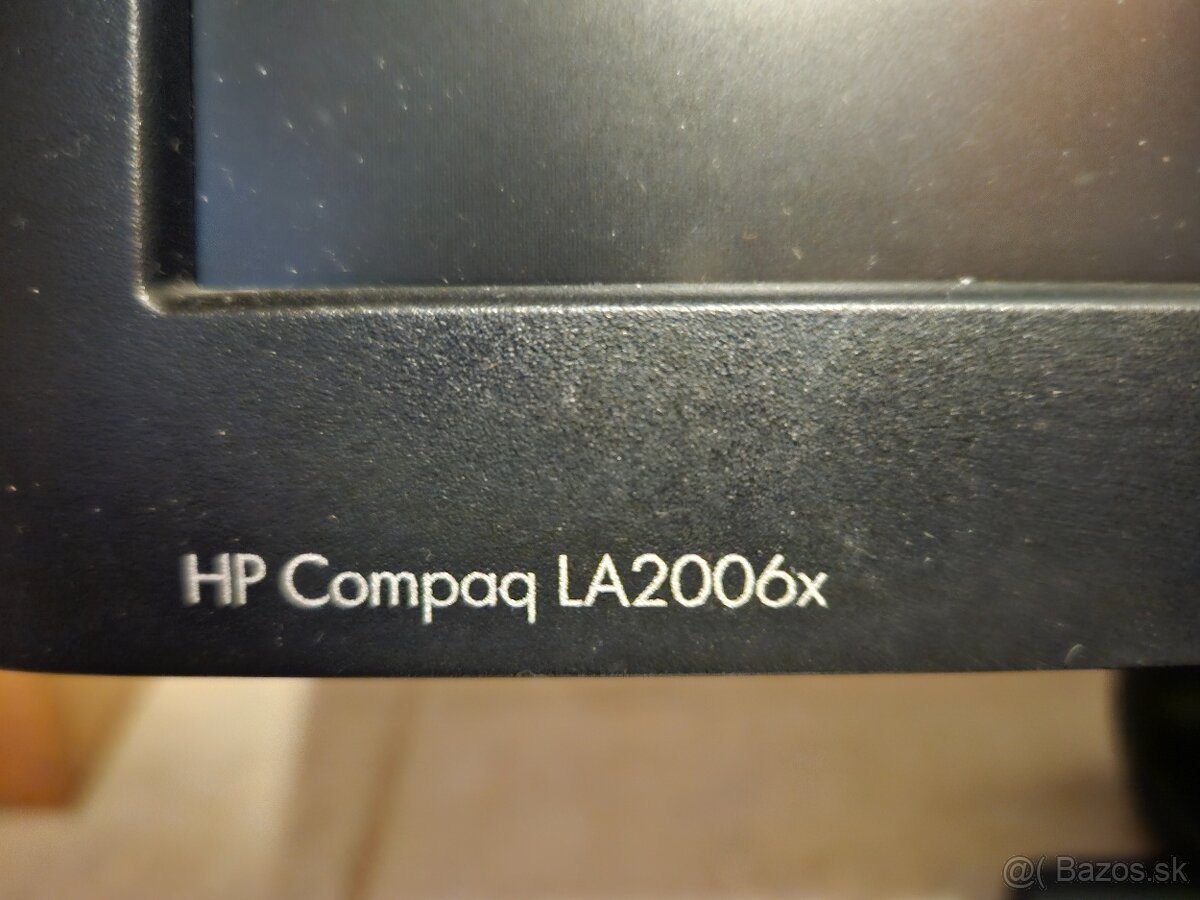 HP Compaq LA2006x
@( Bazos.sk